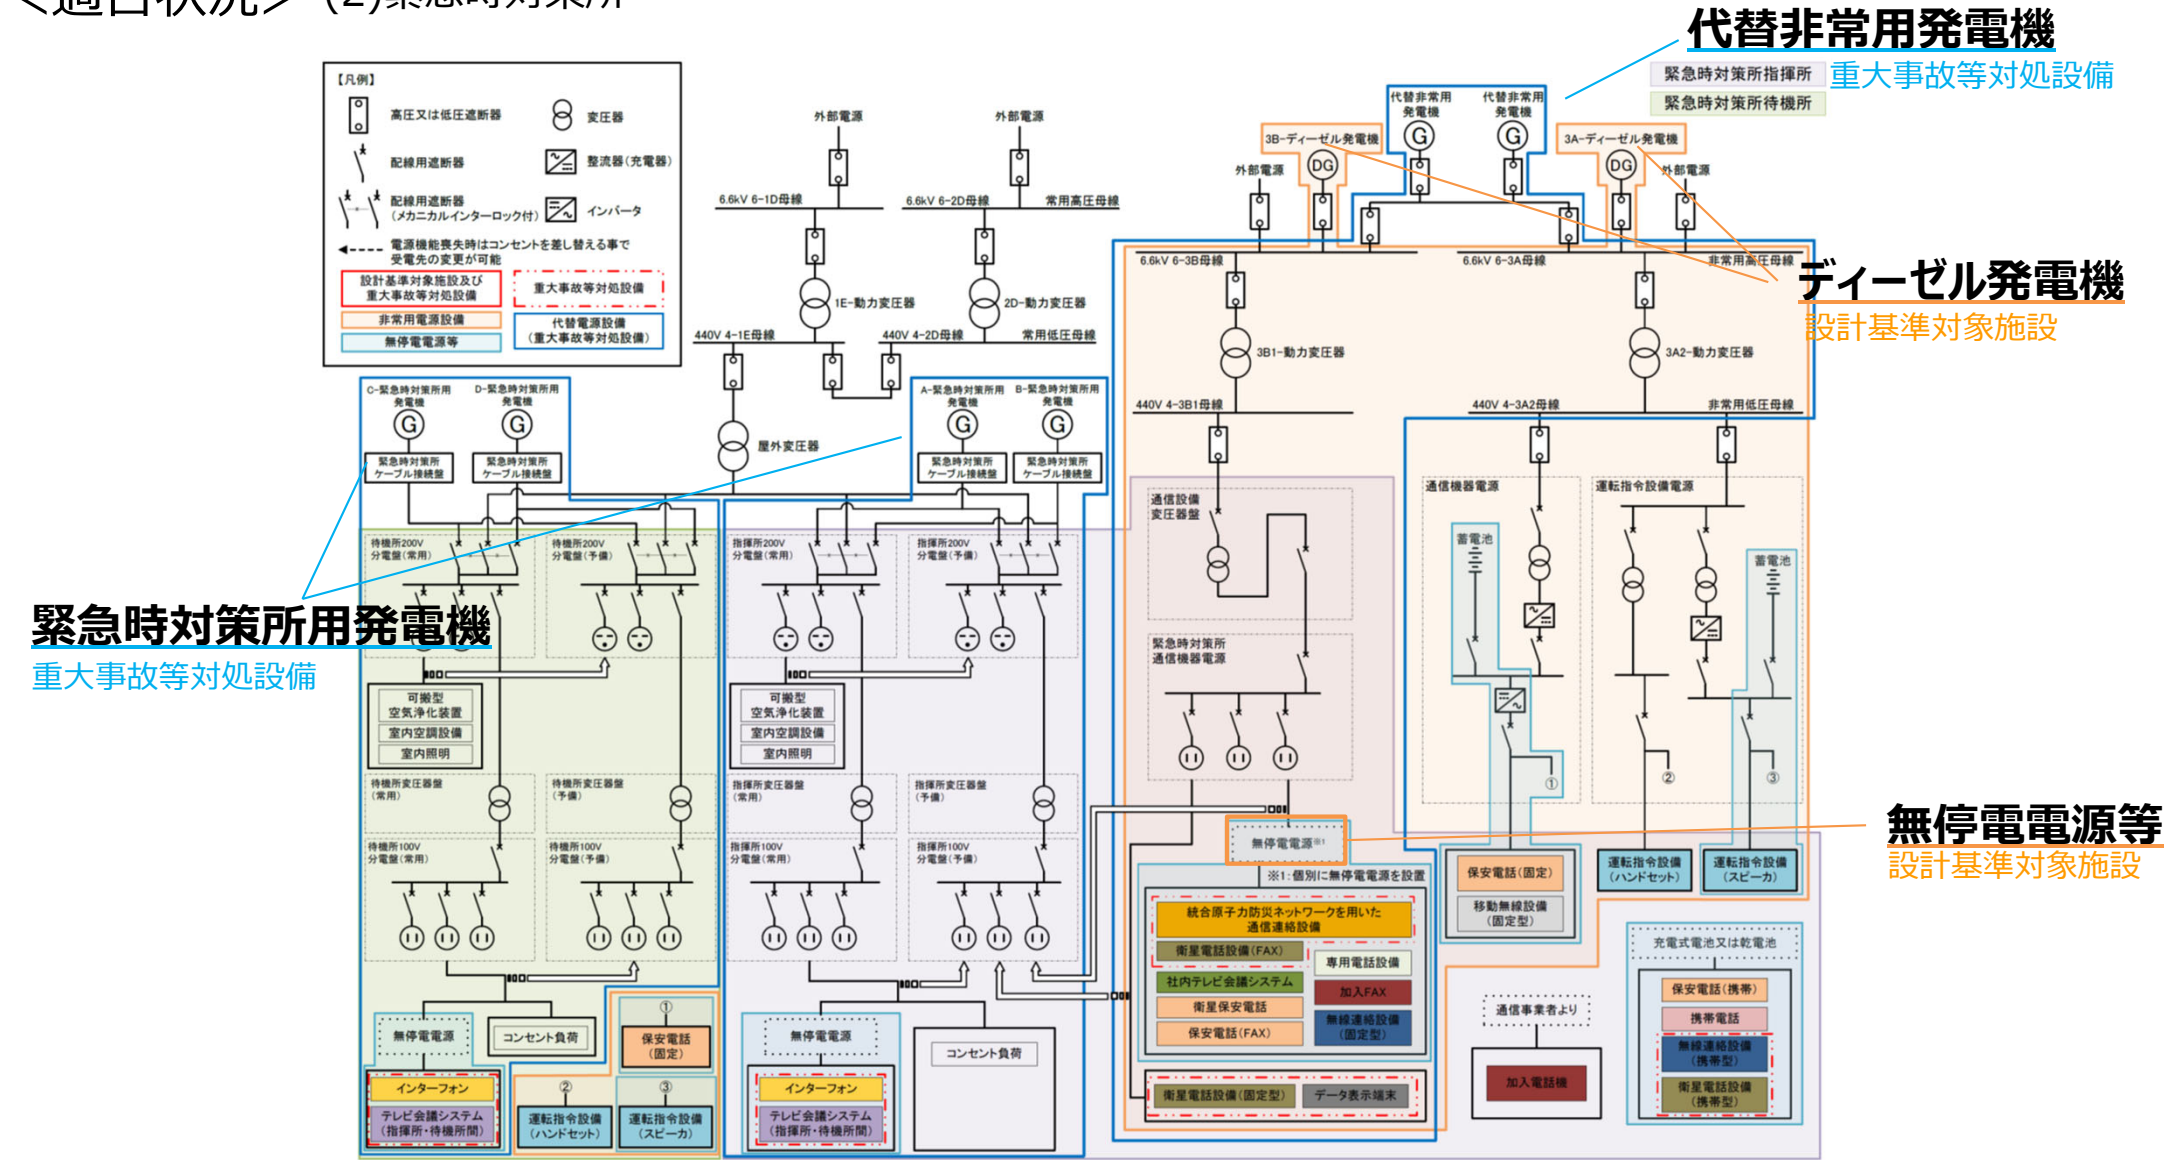 ＜適合状況＞ (2)緊急時対策所
代替非常用発電機
重大事故等対処設備
緊急時対策所指揮所
緊急時対策所待機所
【凡例】
高圧又は低圧遮断器
変圧器
配線用遮断器
整流器(充電器)
配線用遮断器
(メカニカルインターロック付)
インバータ
電源機能喪失時はコンセントを差し替える事で
受電先の変更が可能
設計基準対象施設及び
重大事故等対処設備
重大事故等対処設備
非常用電源設備
代替電源設備
(重大事故等対処設備)
無停電電源等
外部電源
外部電源
6.6kV 6-1D母線
6.6kV 6-2D母線
常用高圧母線
1E-動力変圧器
2D-動力変圧器
440V 4-1E母線
440V 4-2D母線
常用低圧母線
屋外変圧器
代替非常用
発電機
G
代替非常用
発電機
G
3B-ディーゼル発電機
DG
3A-ディーゼル発電機
DG
外部電源
外部電源
6.6kV 6-3B母線
6.6kV 6-3A母線
非常用高圧母線
ディーゼル発電機
設計基準対象施設
3B1-動力変圧器
3A2-動力変圧器
440V 4-3B1母線
440V 4-3A2母線
非常用低圧母線
C-緊急時対策所用
発電機
G
D-緊急時対策所用
発電機
G
A-緊急時対策所用
発電機
G
B-緊急時対策所用
発電機
G
緊急時対策所
ケーブル接続盤
緊急時対策所
ケーブル接続盤
緊急時対策所
ケーブル接続盤
緊急時対策所
ケーブル接続盤
緊急時対策所用発電機
重大事故等対処設備
待機所200V
分電盤(常用)
待機所200V
分電盤(予備)
指揮所200V
分電盤(常用)
指揮所200V
分電盤(予備)
可搬型
空気浄化装置
室内空調設備
室内照明
可搬型
空気浄化装置
室内空調設備
室内照明
待機所変圧器盤
(常用)
待機所変圧器盤
(予備)
指揮所変圧器盤
(常用)
指揮所変圧器盤
(予備)
待機所100V
分電盤(常用)
待機所100V
分電盤(予備)
指揮所100V
分電盤(常用)
指揮所100V
分電盤(予備)
無停電電源
コンセント負荷
インターフォン
テレビ会議システム
(指揮所・待機所間)
①
保安電話
(固定)
②
運転指令設備
(ハンドセット)
③
運転指令設備
(スピーカ)
無停電電源
コンセント負荷
インターフォン
テレビ会議システム
(指揮所・待機所間)
通信設備
変圧器盤
緊急時対策所
通信機器電源
通信機器電源
蓄電池
①
運転指令設備電源
蓄電池
②
③
無停電電源等
設計基準対象施設
無停電電源※1
※1:個別に無停電電源を設置
統合原子力防災ネットワークを用いた
通信連絡設備
衛星電話設備(FAX)
専用電話設備
社内テレビ会議システム
加入FAX
衛星保安電話
無線連絡設備
(固定型)
保安電話(FAX)
衛星電話設備(固定型)
データ表示端末
保安電話(固定)
移動無線設備
(固定型)
運転指令設備
(ハンドセット)
運転指令設備
(スピーカ)
通信事業者より
加入電話機
充電式電池又は乾電池
保安電話(携帯)
携帯電話
無線連絡設備
(携帯型)
衛星電話設備
(携帯型)